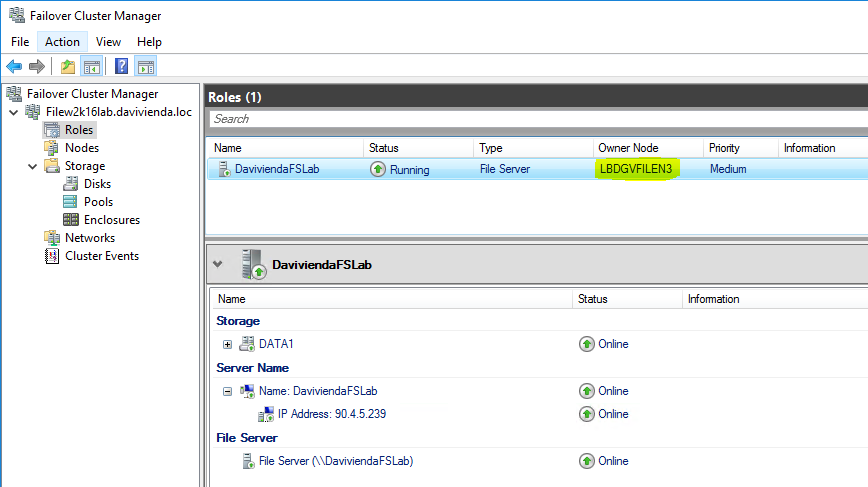 Failover Cluster Manager
File Action View Help
Failover Cluster Manager
Filew2k16lab.davivienda.loc
Roles
Nodes
Storage
Disks
Pools
Enclosures
Networks
Cluster Events
Roles (1)
Search
Name Status Type Owner Node Priority Information
DaviviendaFSLab Running File Server LBDGVFILEN3 Medium
DaviviendaFSLab
Name Status Information
Storage
DATA1 Online
Server Name
Name: DaviviendaFSLab Online
IP Address: 90.4.5.239 Online
File Server
File Server (\\DaviviendaFSLab) Online